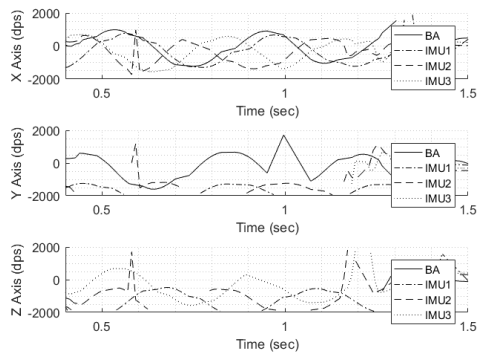 X Axis (dps)
2000
0
-2000
0.5
1
1.5
Time (sec)
BA
IMU1
IMU2
IMU3
Y Axis (dps)
2000
0
-2000
0.5
1
1.5
Time (sec)
BA
IMU1
IMU2
IMU3
Z Axis (dps)
2000
0
-2000
0.5
1
1.5
Time (sec)
BA
IMU1
IMU2
IMU3